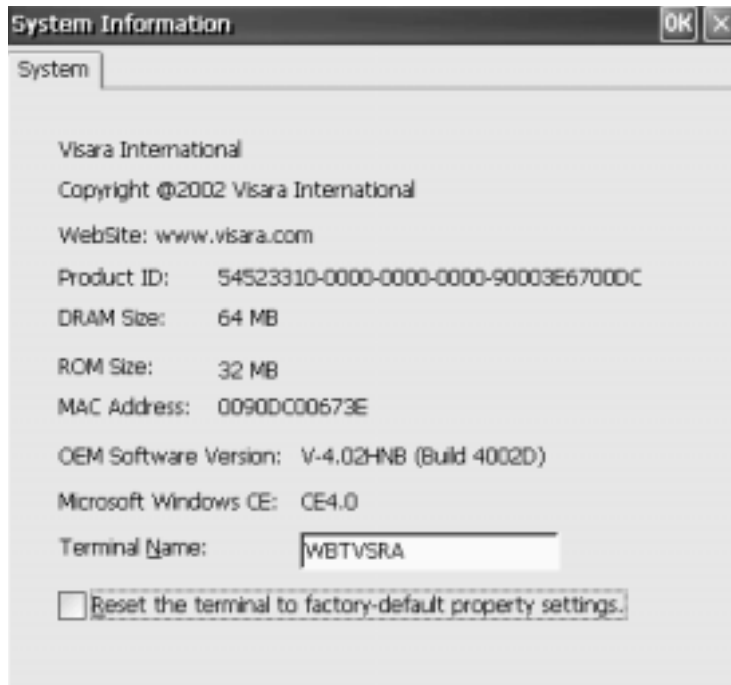 System Information OK ×
System
Visara International
Copyright @2002 Visara International
WebSite: www.visara.com
Product ID: 54523310-0000-0000-0000-90003E6700DC
DRAM Size: 64 MB
ROM Size: 32 MB
MAC Address: 0090DC00673E
OEM Software Version: V-4.02HNB (Build 4002D)
Microsoft Windows CE: CE4.0
Terminal Name: WBTVSRA
Reset the terminal to factory-default property settings.